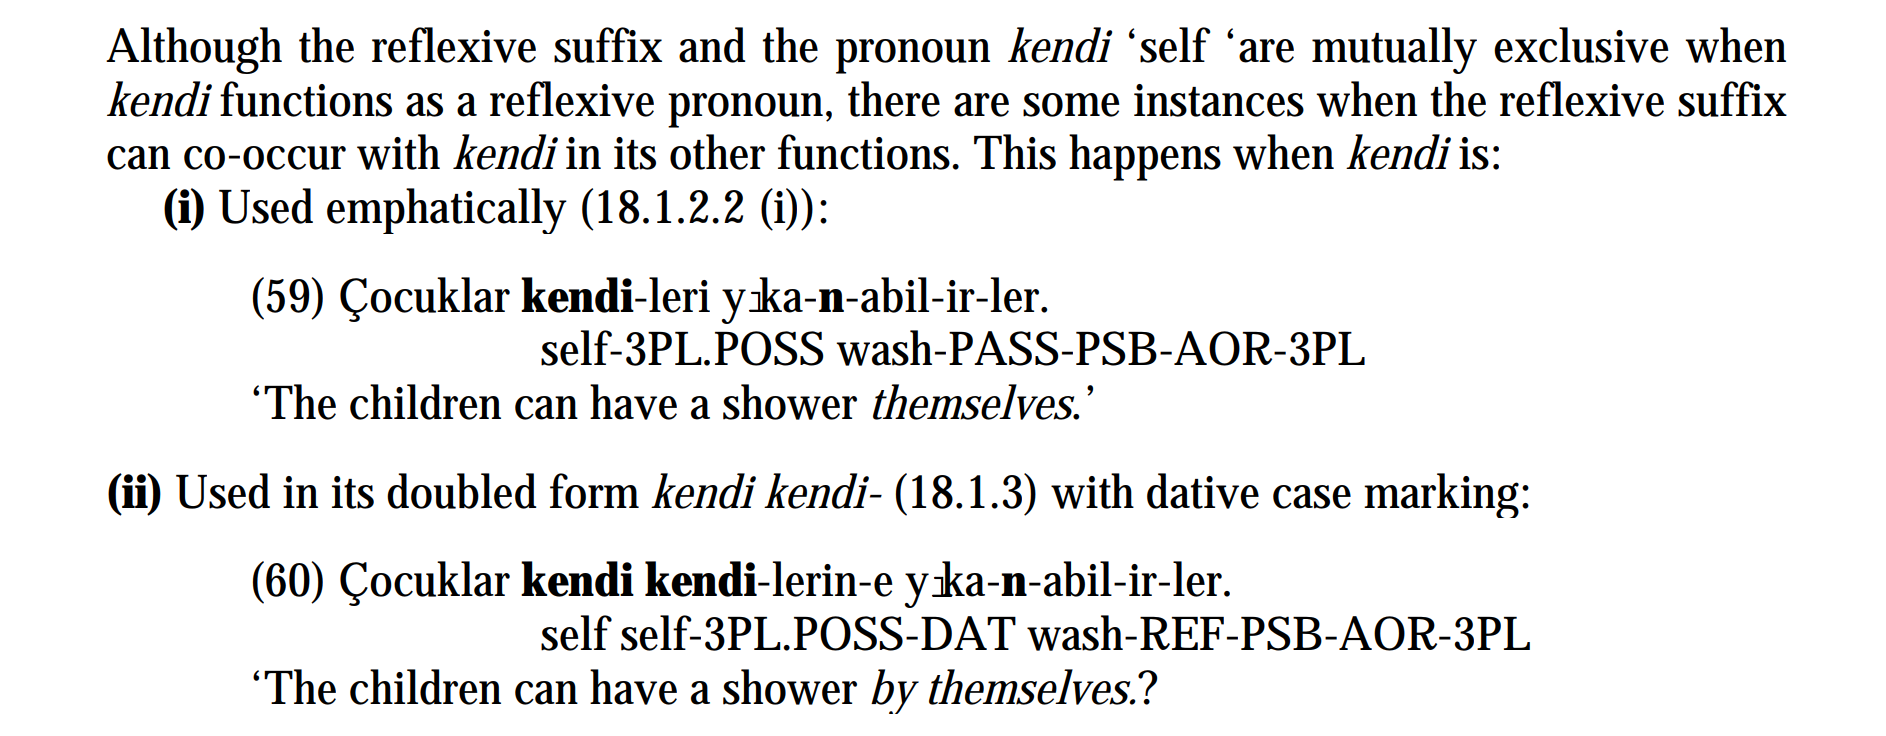 Although the reflexive suffix and the pronoun kendi ‘self ‘are mutually exclusive when
kendi functions as a reflexive pronoun, there are some instances when the reflexive suffix
can co-occur with kendi in its other functions. This happens when kendi is:
(i) Used emphatically (18.1.2.2 (i)):
(59) Çocuklar kendi-leri yıka-n-abil-ir-ler.
self-3PL.POSS wash-PASS-PSB-AOR-3PL
‘The children can have a shower themselves.’
(ii) Used in its doubled form kendi kendi- (18.1.3) with dative case marking:
(60) Çocuklar kendi kendi-lerin-e yıka-n-abil-ir-ler.
self self-3PL.POSS-DAT wash-REF-PSB-AOR-3PL
‘The children can have a shower by themselves.?